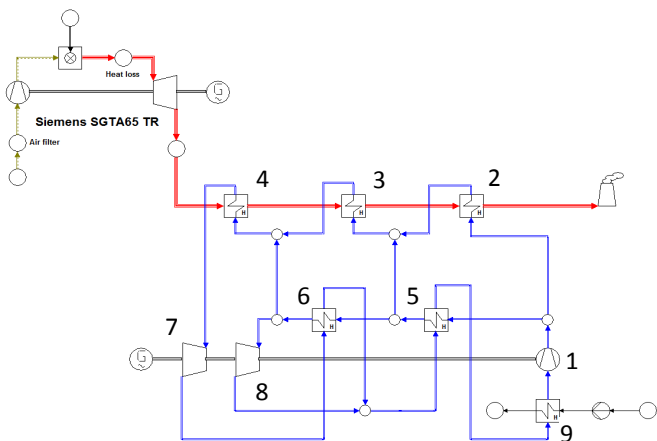 Heat loss
Siemens SGTA65 TR
Air filter
4
3
2
H
H
H
6
5
7
H
H
1
8
H
9
G
G